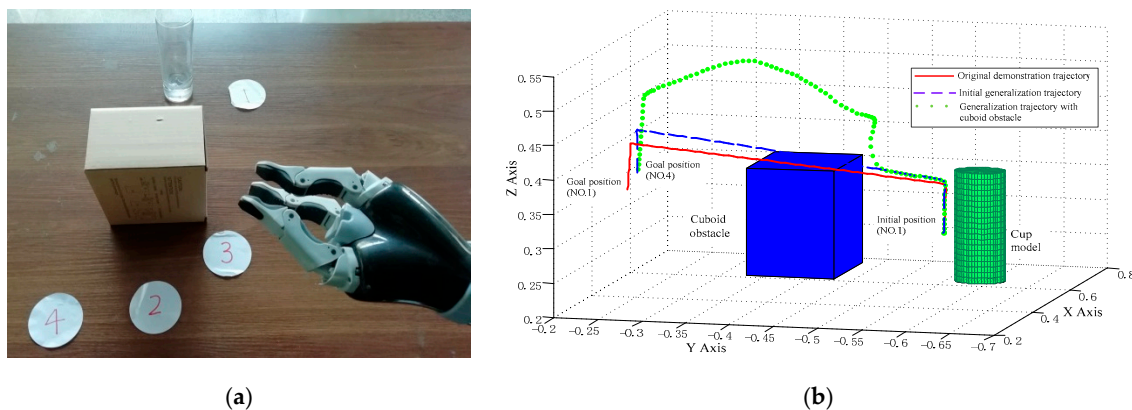 1
3
2
4
0.55
0.5
0.45
0.4
0.35
0.3
0.25
0.2
Z Axis
Original demonstration trajectory
Initial generalization trajectory
Generalization trajectory with
cuboid obstacle
Goal position
(NO.1)
Goal position
(NO.4)
Cuboid
obstacle
Initial position
(NO.1)
Cup
model
-0.2
-0.25
-0.3
-0.35
-0.4
-0.45
-0.5
-0.55
-0.6
-0.65
-0.7
Y Axis
0.2
0.4
0.6
0.8
X Axis
(a)
(b)